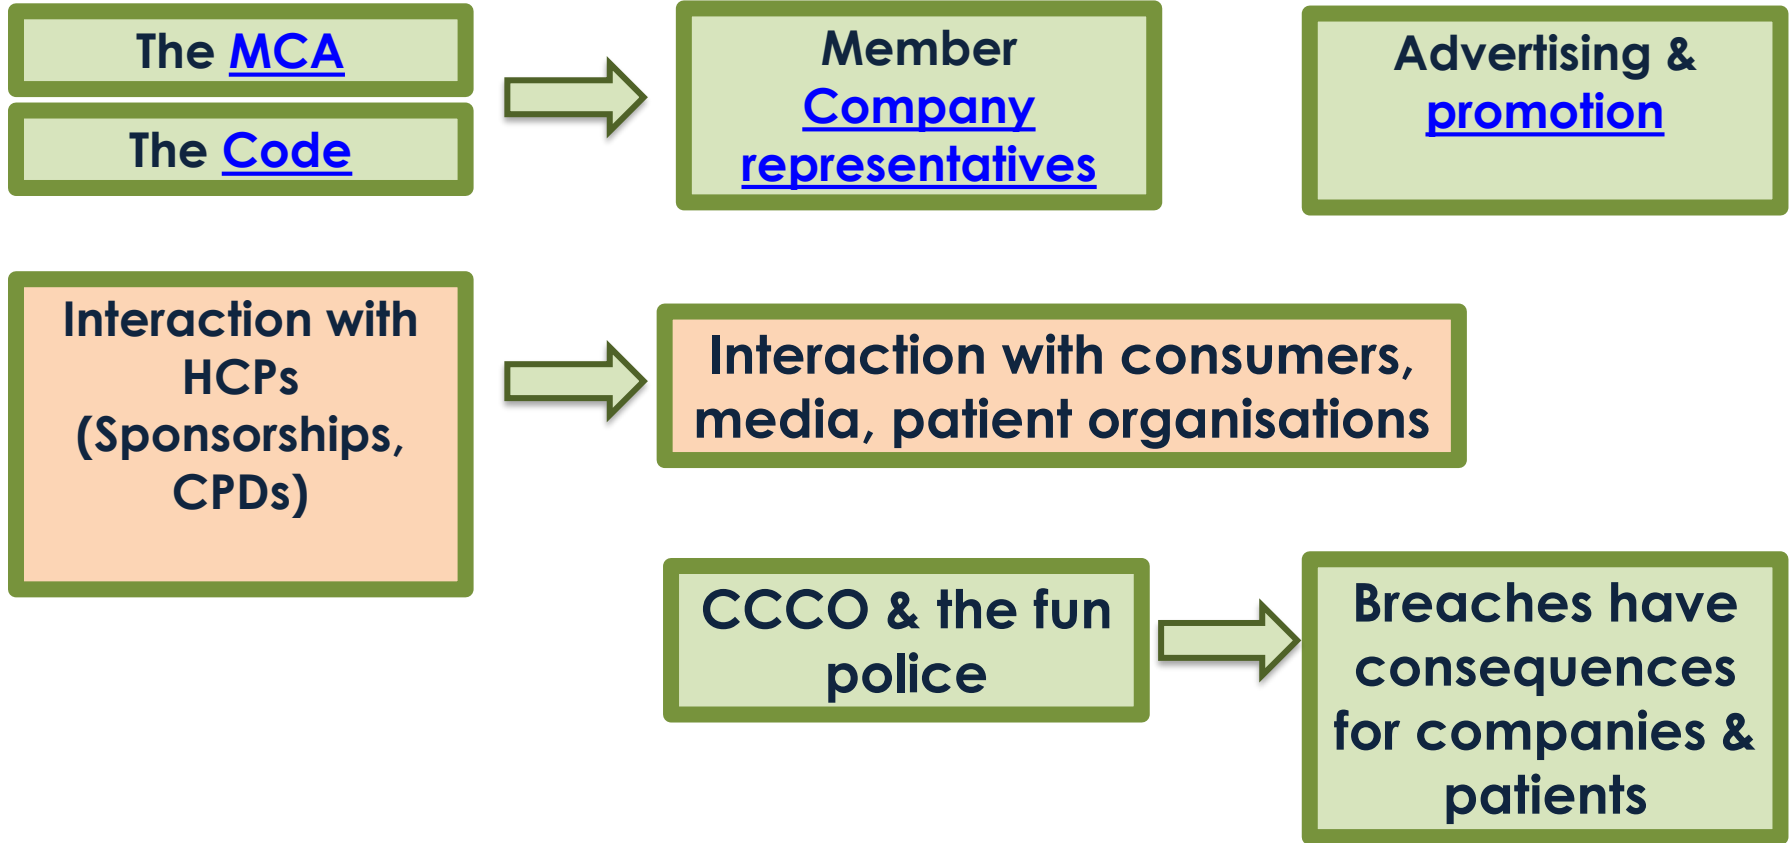 The MCA
The Code
Member
Company
representatives
Advertising &
promotion
Interaction with
HCPs
(Sponsorships,
CPDs)
Interaction with consumers,
media, patient organisations
CCCO & the fun
police
Breaches have
consequences
for companies &
patients